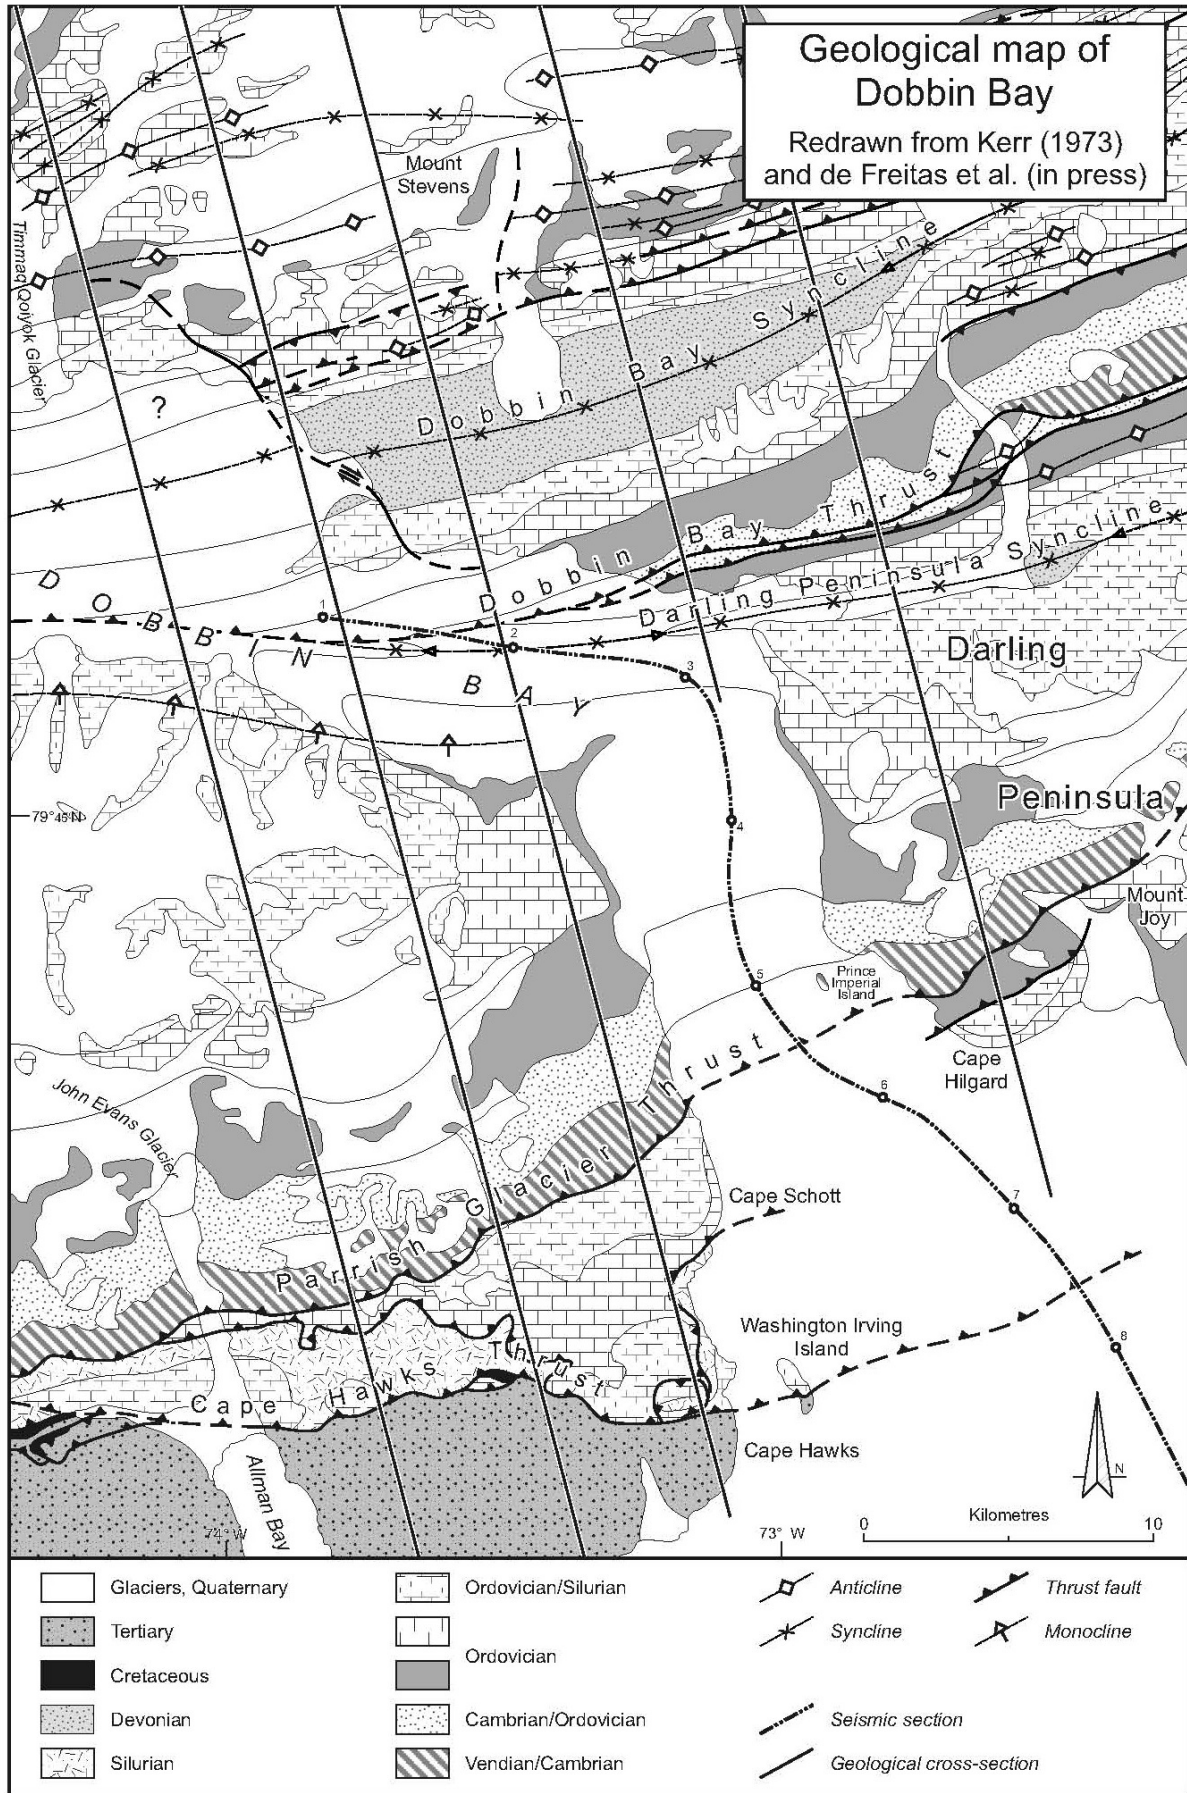 Geological map of
Dobbin Bay
Redrawn from Kerr (1973)
and de Freitas et al. (in press)
Mount
Stevens
Timmaq Qoiyok Glacier
?
Dobbin Bay Syncline
Dobbin Bay Thrust
Darling Peninsula Syncline
DOBBIN
BAY
1
2
3
Darling
Peninsula
79°45'N
4
Mount
Joy
5
Prince
Imperial
Island
Cape
Hilgard
6
John Evans Glacier
Parrish Glacier Thrust
Cape Schott
7
Washington Irving
Island
8
Cape Hawks Thrust
Cape Hawks
Allman Bay
N
74° W
73° W
Kilometres
0
10
Glaciers, Quaternary
Tertiary
Cretaceous
Devonian
Silurian
Ordovician/Silurian
Ordovician
Cambrian/Ordovician
Vendian/Cambrian
Anticline
Syncline
Thrust fault
Monocline
Seismic section
Geological cross-section